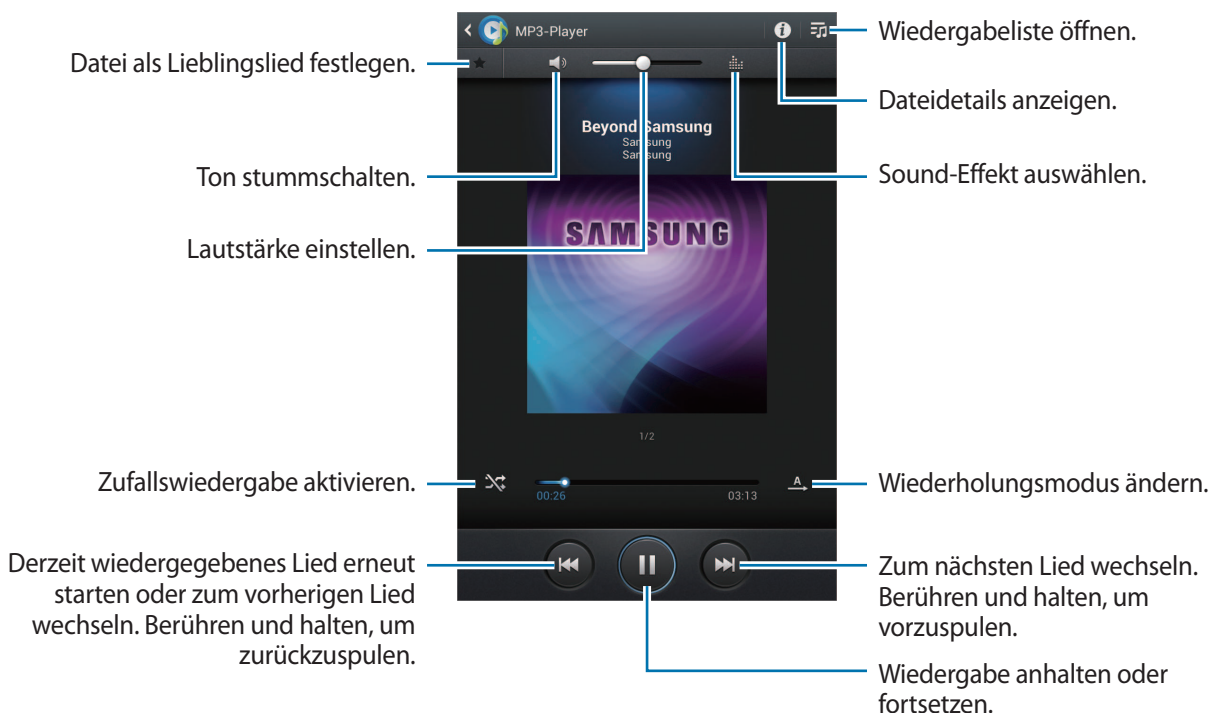 MP3-Player
Wiedergabeliste öffnen.
Datei als Lieblingslied festlegen.
Dateidetails anzeigen.
Beyond Samsung
Samsung
Samsung
Ton stummschalten.
Sound-Effekt auswählen.
SAMSUNG
Lautstärke einstellen.
1/2
Zufallswiedergabe aktivieren.
00:26
03:13
A
Wiederholungsmodus ändern.
Derzeit wiedergegebenes Lied erneut
starten oder zum vorherigen Lied
wechseln. Berühren und halten, um
zurückzuspulen.
Zum nächsten Lied wechseln.
Berühren und halten, um
vorzuspulen.
Wiedergabe anhalten oder
fortsetzen.